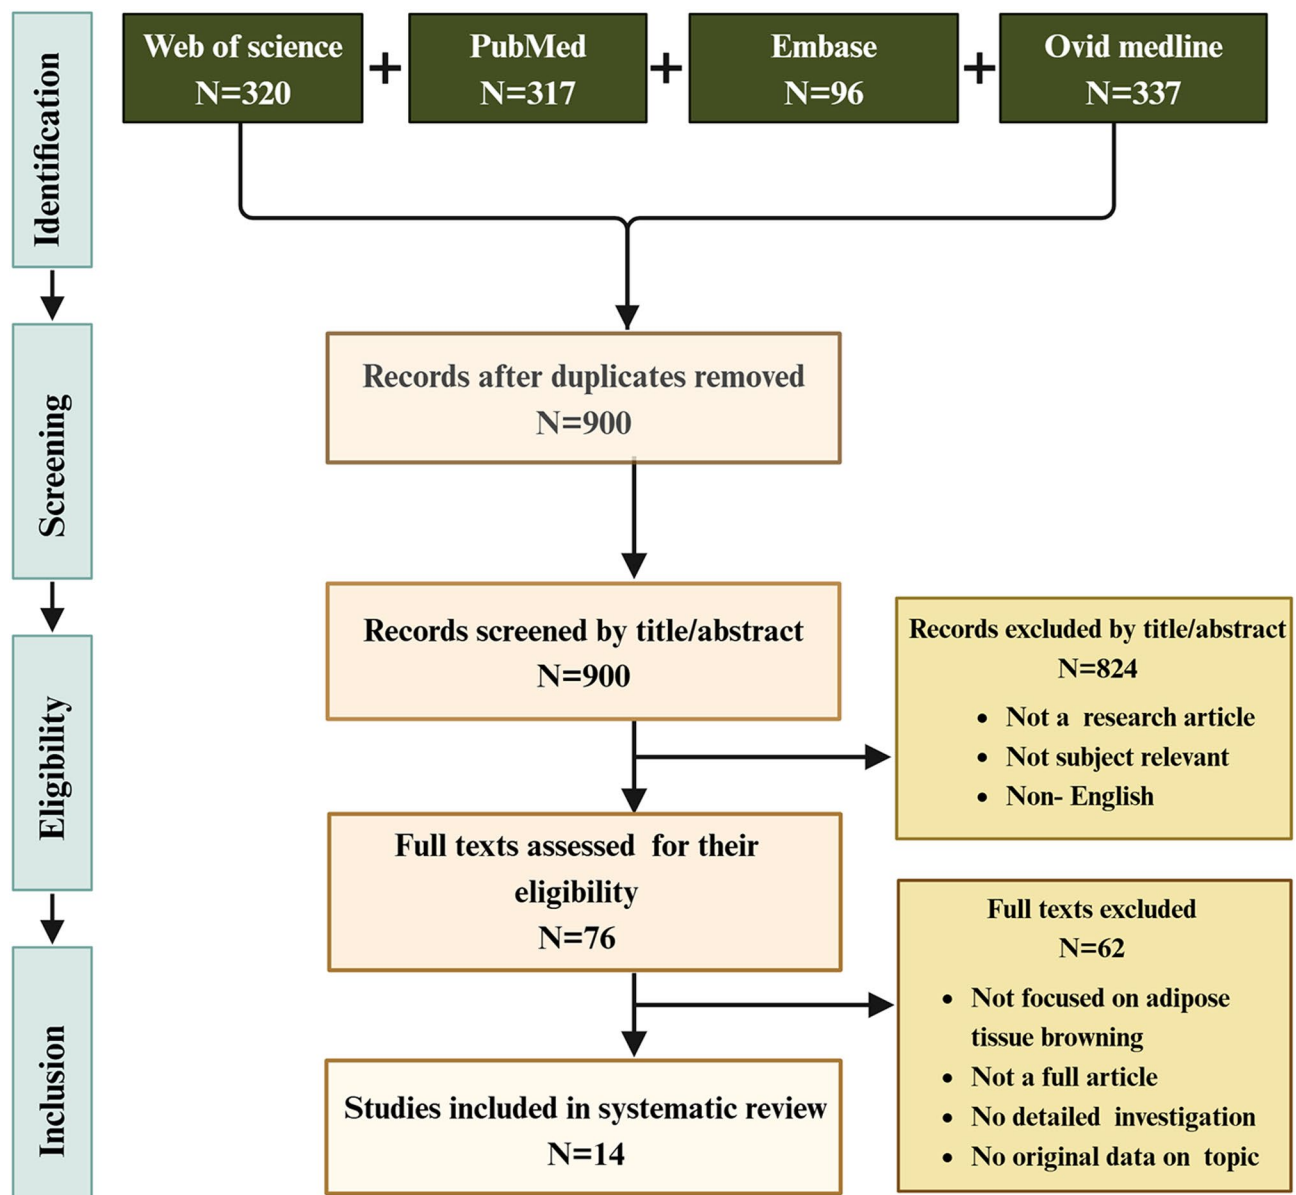 Identification
Web of science
N=320
+
PubMed
N=317
+
Embase
N=96
+
Ovid medline
N=337
Screening
Records after duplicates removed
N=900
Records screened by title/abstract
N=900
Records excluded by title/abstract
N=824
• Not a research article
• Not subject relevant
• Non- English
Eligibility
Full texts assessed for their
eligibility
N=76
Full texts excluded
N=62
• Not focused on adipose
tissue browning
• Not a full article
• No detailed investigation
• No original data on topic
Inclusion
Studies included in systematic review
N=14